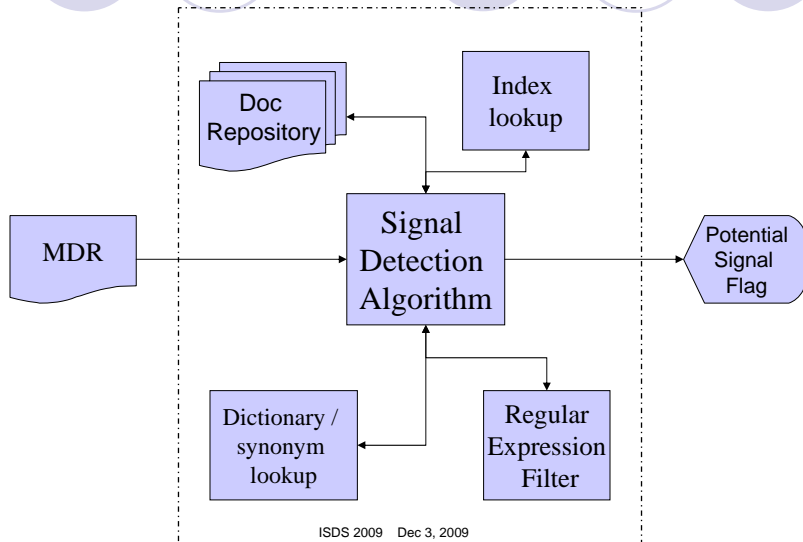 Doc
Repository
Index
lookup
MDR
Signal
Detection
Algorithm
Potential
Signal
Flag
Dictionary /
synonym
lookup
Regular
Expression
Filter
ISDS 2009 Dec 3, 2009